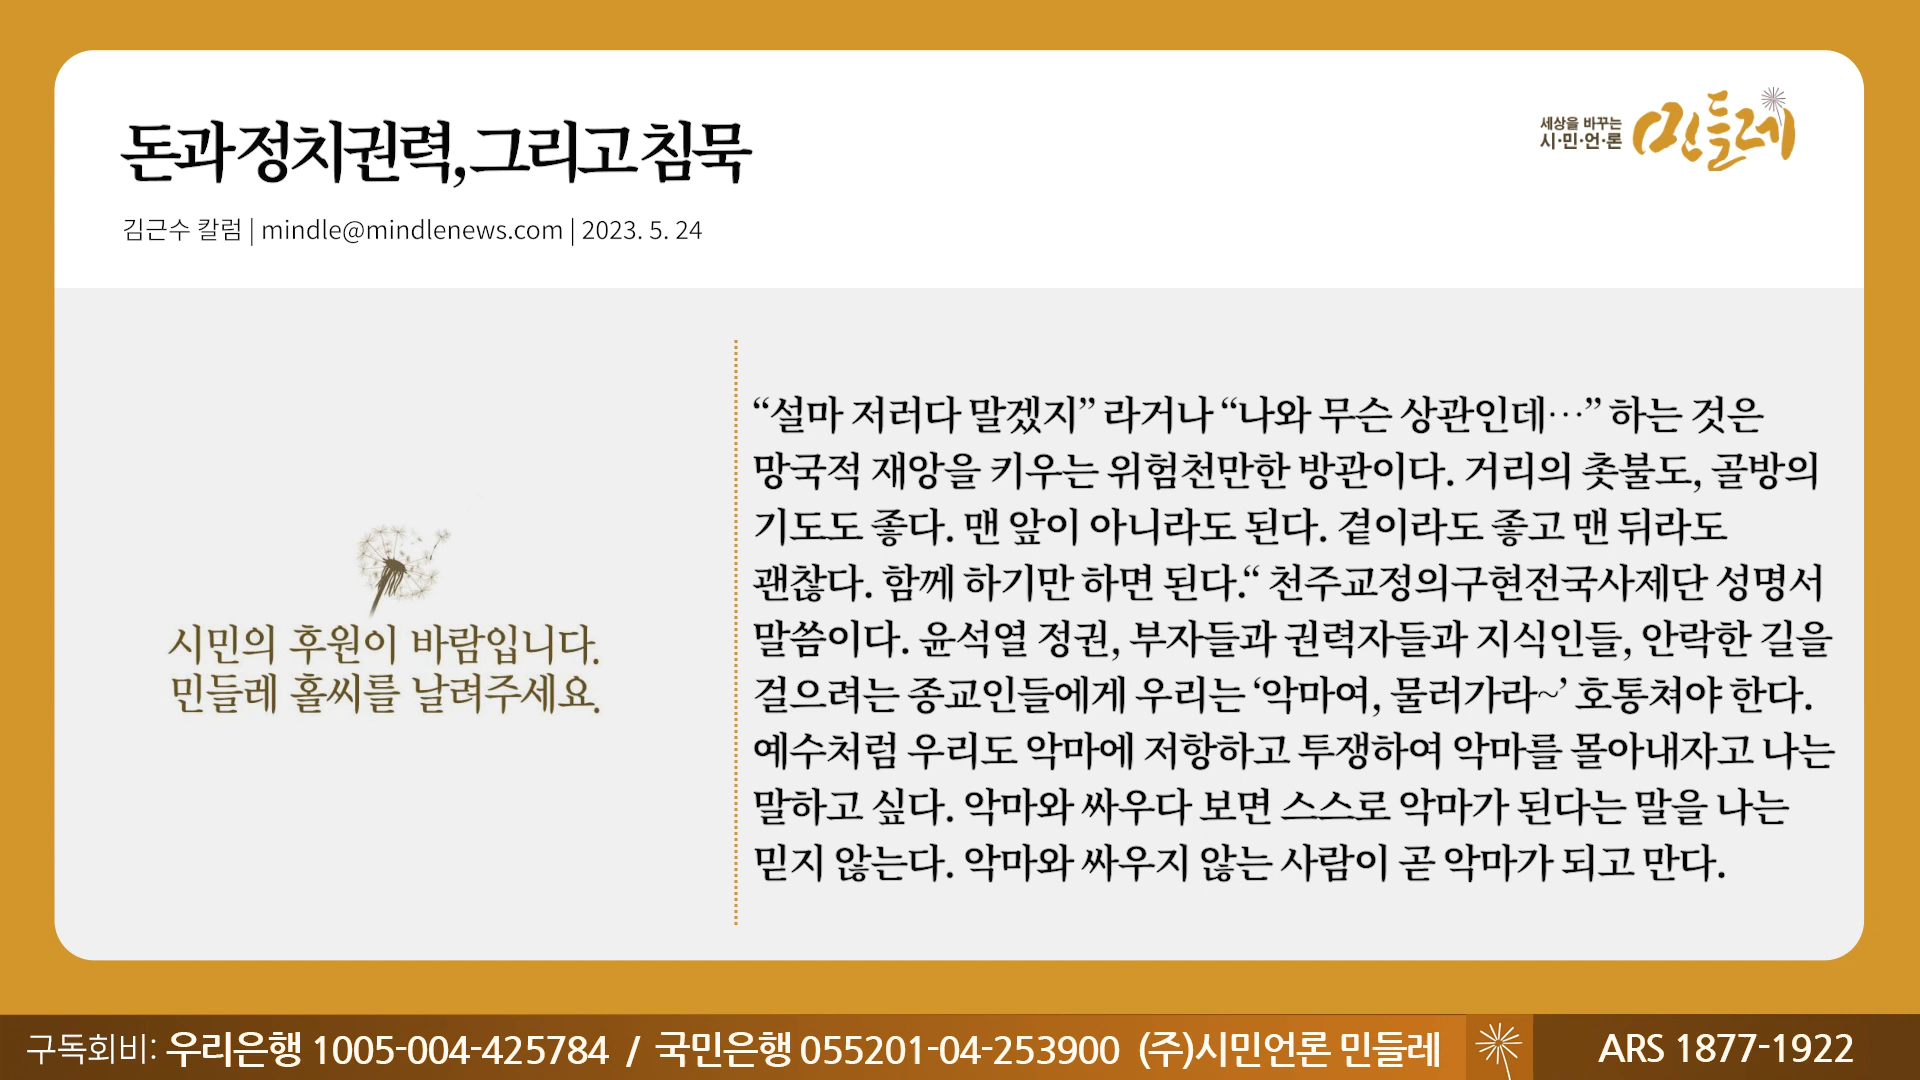 돈과 정치권력, 그리고 침묵
김근수 칼럼 | mindle@mindlenews.com | 2023. 5. 24
세상을 바꾸는
시·민·언·론
민들레
시민의 후원이 바람입니다.
민들레 홀씨를 날려주세요.
“설마 저러다 말겠지” 라거나 “나와 무슨 상관인데…” 하는 것은
망국적 재앙을 키우는 위험천만한 방관이다. 거리의 촛불도, 골방의
기도도 좋다. 맨 앞이 아니라도 된다. 곁이라도 좋고 맨 뒤라도
괜찮다. 함께 하기만 하면 된다.“ 천주교정의구현전국사제단 성명서
말씀이다. 윤석열 정권, 부자들과 권력자들과 지식인들, 안락한 길을
걸으려는 종교인들에게 우리는 ‘악마여, 물러가라~’ 호통쳐야 한다.
예수처럼 우리도 악마에 저항하고 투쟁하여 악마를 몰아내자고 나는
말하고 싶다. 악마와 싸우다 보면 스스로 악마가 된다는 말을 나는
믿지 않는다. 악마와 싸우지 않는 사람이 곧 악마가 되고 만다.
구독회비: 우리은행 1005-004-425784 / 국민은행 055201-04-253900 (주)시민언론 민들레
ARS 1877-1922